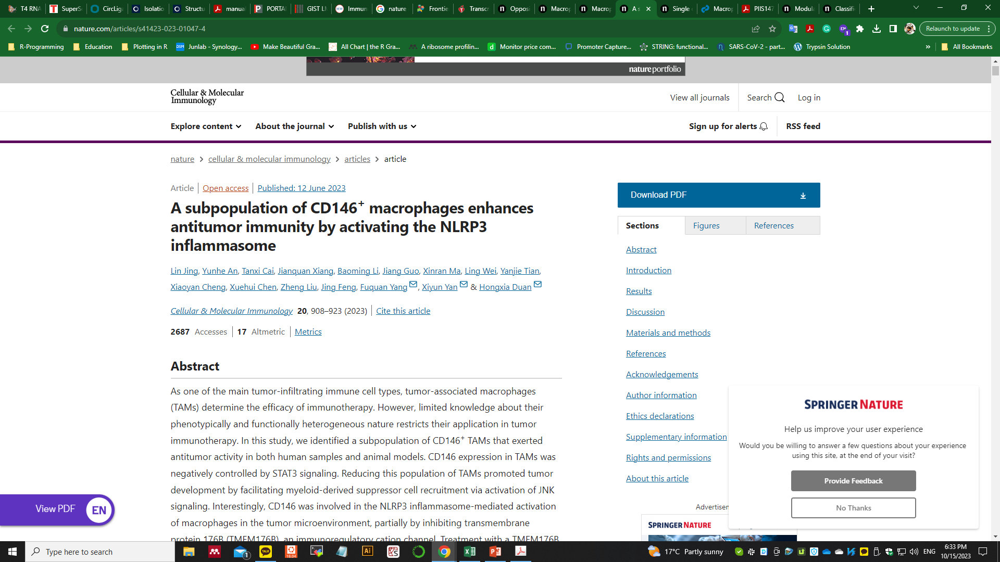 T4 RNA
SuperS
CircLiga
Isolatio
Structu
manual
PORTAL
GIST LM
Immun
nature
Frontie
Transcr
Opposi
Macrop
Macrop
A s
Single
Macrop
PIIS147
Modula
Classifi
nature.com/articles/s41423-023-01047-4
Relaunch to update
R-Programming
Education
Plotting in R
Junlab - Synology...
Make Beautiful Gra...
All Chart | the R Gra...
A ribosome profilin...
Monitor price com...
Promoter Capture...
STRING: functional...
SARS-CoV-2 - part...
Trypsin Solution
»
All Bookmarks
natureportfolio
Cellular & Molecular
Immunology
View all journals
Search
Log in
Explore content
About the journal
Publish with us
Sign up for alerts
RSS feed
nature > cellular & molecular immunology > articles > article
Article | Open access | Published: 12 June 2023
A subpopulation of CD146⁺ macrophages enhances
antitumor immunity by activating the NLRP3
inflammasome
Lin Jing, Yunhe An, Tanxi Cai, Jianquan Xiang, Baoming Li, Jiang Guo, Xinran Ma, Ling Wei, Yanjie Tian,
Xiaoyan Cheng, Xuehui Chen, Zheng Liu, Jing Feng, Fuquan Yang, Xiyun Yan & Hongxia Duan
Cellular & Molecular Immunology 20, 908–923 (2023) | Cite this article
2687 Accesses | 17 Altmetric | Metrics
Abstract
As one of the main tumor-infiltrating immune cell types, tumor-associated macrophages
(TAMs) determine the efficacy of immunotherapy. However, limited knowledge about their
phenotypically and functionally heterogeneous nature restricts their application in tumor
immunotherapy. In this study, we identified a subpopulation of CD146⁺ TAMs that exerted
antitumor activity in both human samples and animal models. CD146 expression in TAMs was
negatively controlled by STAT3 signaling. Reducing this population of TAMs promoted tumor
development by facilitating myeloid-derived suppressor cell recruitment via activation of JNK
signaling. Interestingly, CD146 was involved in the NLRP3 inflammasome-mediated activation
of macrophages in the tumor microenvironment, partially by inhibiting transmembrane
protein 176B (TMEM176B), an immunoregulatory cation channel. Treatment with a TMEM176B
Download PDF
Sections
Figures
References
Abstract
Introduction
Results
Discussion
Materials and methods
References
Acknowledgements
Author information
Ethics declarations
Supplementary information
Rights and permissions
About this article
Advertisem
SPRINGER NATURE
SPRINGER NATURE
Help us improve your user experience
Would you be willing to answer a few questions about your experience
using this site, at the end of your visit?
Provide Feedback
No Thanks
View PDF EN
Type here to search
17°C Partly sunny
ENG
6:33 PM
10/15/2023